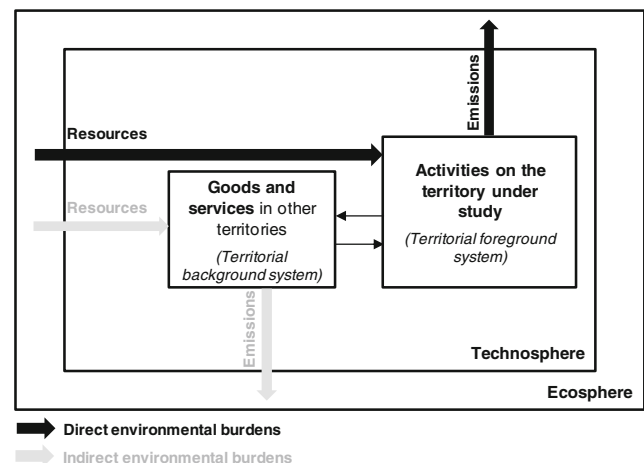 Emissions
Resources
Activities on the
territory under
study
(Territorial foreground
system)
Goods and
services in other
territories
(Territorial
background system)
Resources
Emissions
Technosphere
Ecosphere
Direct environmental burdens
Indirect environmental burdens